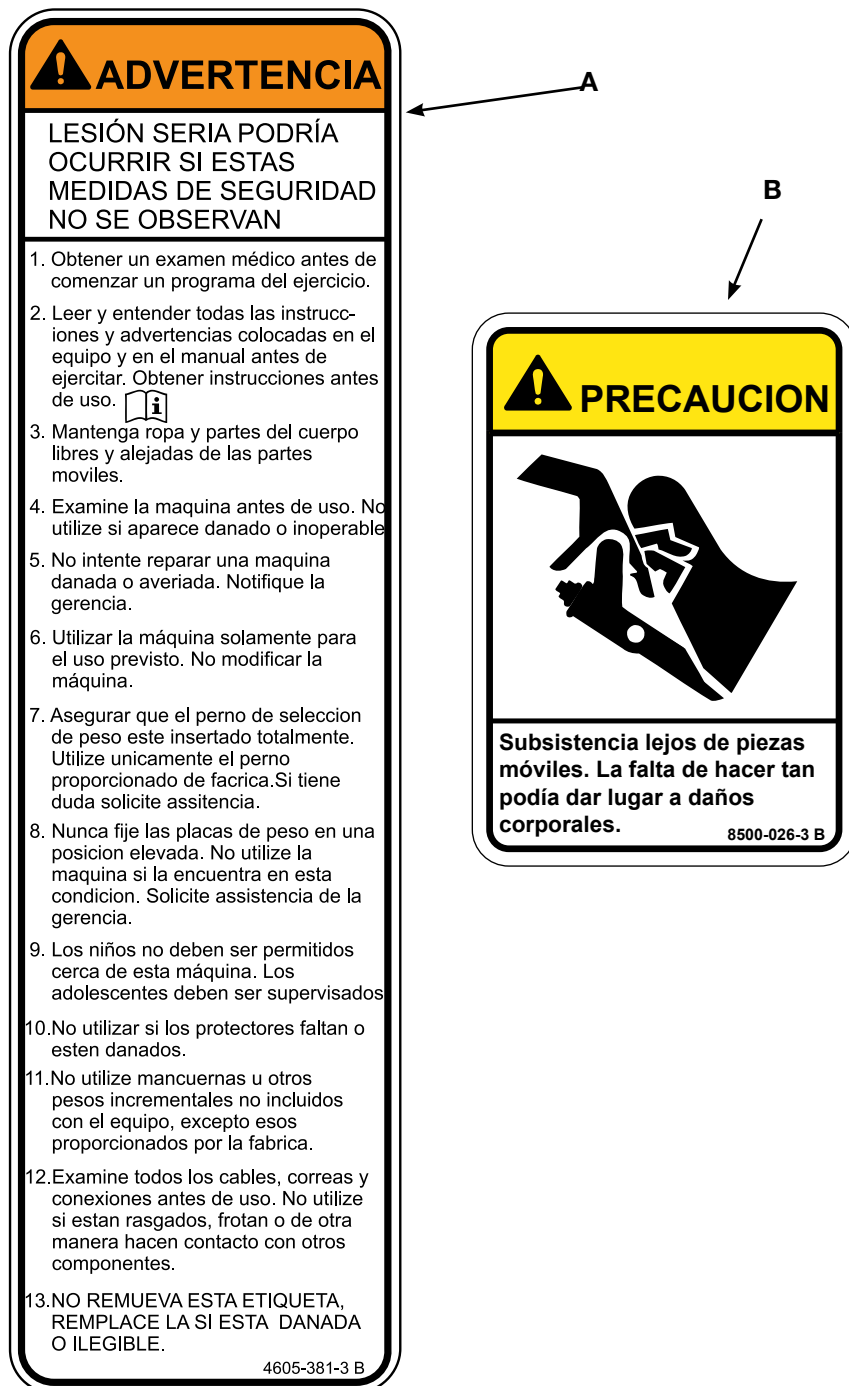 ADVERTENCIA
LESIÓN SERIA PODRÍA
OCURRIR SI ESTAS
MEDIDAS DE SEGURIDAD
NO SE OBSERVAN
1. Obtener un examen médico antes de
comenzar un programa del ejercicio.
2. Leer y entender todas las instrucc-
iones y advertencias colocadas en el
equipo y en el manual antes de
ejercitar. Obtener instrucciones antes
de uso.
3. Mantenga ropa y partes del cuerpo
libres y alejadas de las partes
moviles.
4. Examine la maquina antes de uso. No
utilize si aparece danado o inoperable
5. No intente reparar una maquina
danada o averiada. Notifique la
gerencia.
6. Utilizar la máquina solamente para
el uso previsto. No modificar la
máquina.
7. Asegurar que el perno de seleccion
de peso este insertado totalmente.
Utilize unicamente el perno
proporcionado de facrica.Si tiene
duda solicite assitencia.
8. Nunca fije las placas de peso en una
posicion elevada. No utilize la
maquina si la encuentra en esta
condicion. Solicite assistencia de la
gerencia.
9. Los niños no deben ser permitidos
cerca de esta máquina. Los
adolescentes deben ser supervisados
10.No utilizar si los protectores faltan o
esten danados.
11.No utilize mancuernas u otros
pesos incrementales no incluidos
con el equipo, excepto esos
proporcionados por la fabrica.
12.Examine todos los cables, correas y
conexiones antes de uso. No utilize
si estan rasgados, frotan o de otra
manera hacen contacto con otros
componentes.
13.NO REMUEVA ESTA ETIQUETA,
REMPLACE LA SI ESTA DANADA
O ILEGIBLE.
4605-381-3 B
A
B
PRECAUCION
Subsistencia lejos de piezas
móviles. La falta de hacer tan
podía dar lugar a daños
corporales.
8500-026-3 B